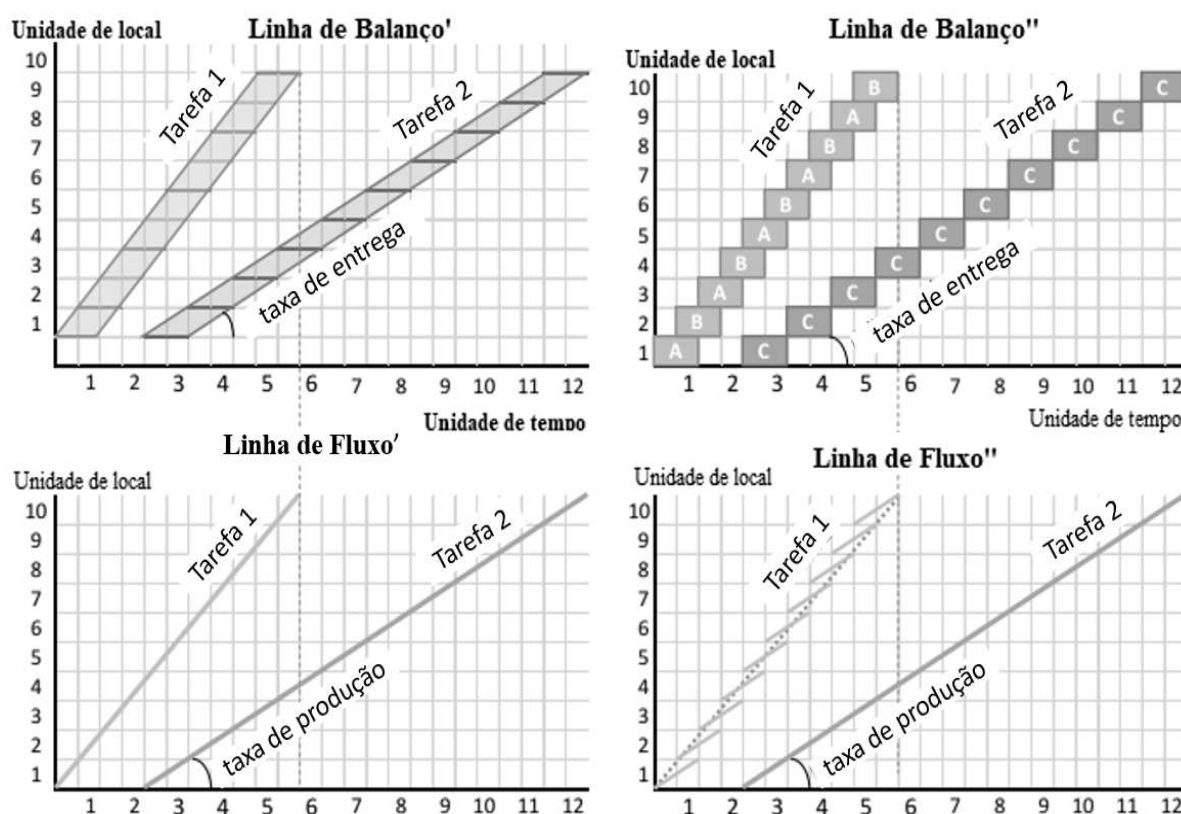 Linha de Balanço'
Unidade de local
10
9
8
7
6
5
4
3
2
1
Tarefa 1
Tarefa 2
taxa de entrega
1 2 3 4 5 6 7 8 9 10 11 12
Unidade de tempo
Linha de Balanço"
Unidade de local
10
9
8
7
6
5
4
3
2
1
Tarefa 1
Tarefa 2
B
A
B
A
B
A
B
A
B
A
C
C
C
C
C
C
C
C
C
C
taxa de entrega
1 2 3 4 5 6 7 8 9 10 11 12
Unidade de tempo
Linha de Fluxo'
Unidade de local
10
9
8
7
6
5
4
3
2
1
Tarefa 1
Tarefa 2
taxa de produção
1 2 3 4 5 6 7 8 9 10 11 12
Linha de Fluxo"
Unidade de local
10
9
8
7
6
5
4
3
2
1
Tarefa 1
Tarefa 2
taxa de produção
1 2 3 4 5 6 7 8 9 10 11 12